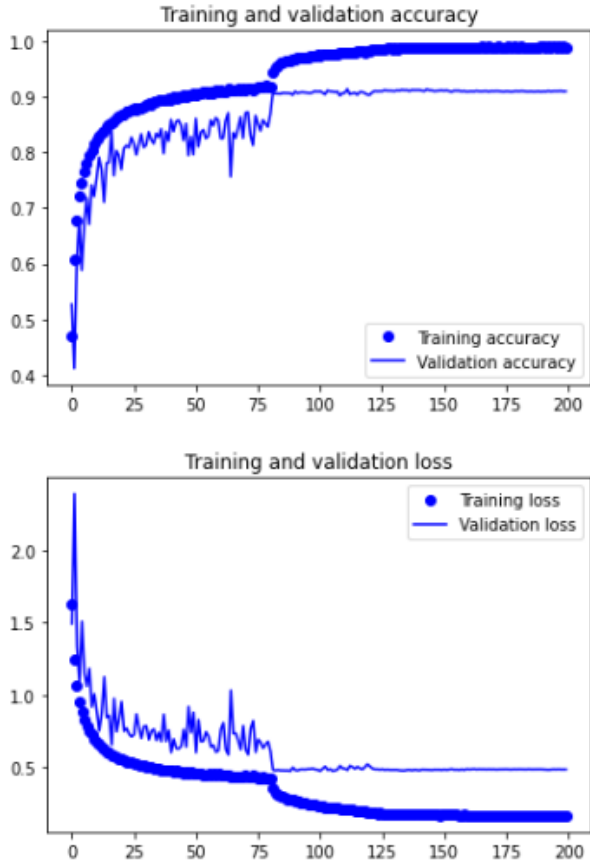 Training and validation accuracy
1.0
0.9
0.8
0.7
0.6
0.5
0.4
Training accuracy
Validation accuracy
0 25 50 75 100 125 150 175 200
Training and validation loss
Training loss
Validation loss
2.0
1.5
1.0
0.5
0 25 50 75 100 125 150 175 200